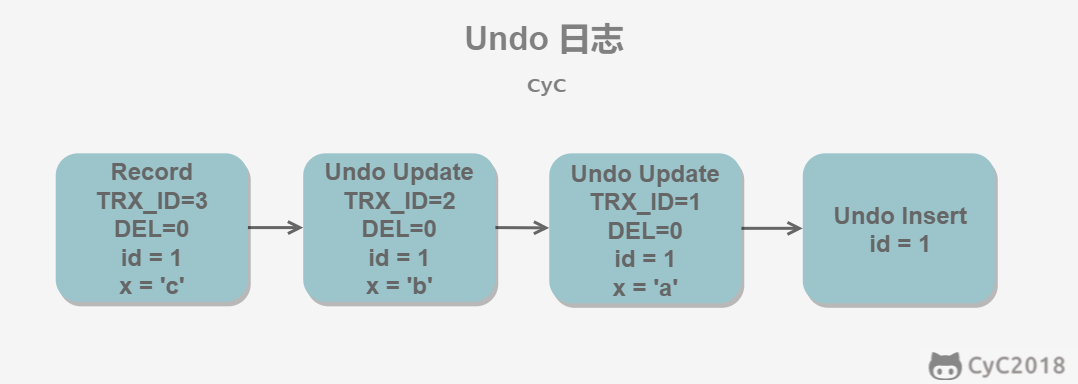 Undo 日志
CyC
Record
TRX_ID=3
DEL=0
id = 1
x = 'c'
Undo Update
TRX_ID=2
DEL=0
id = 1
x = 'b'
Undo Update
TRX_ID=1
DEL=0
id = 1
x = 'a'
Undo Insert
id = 1
CyC2018